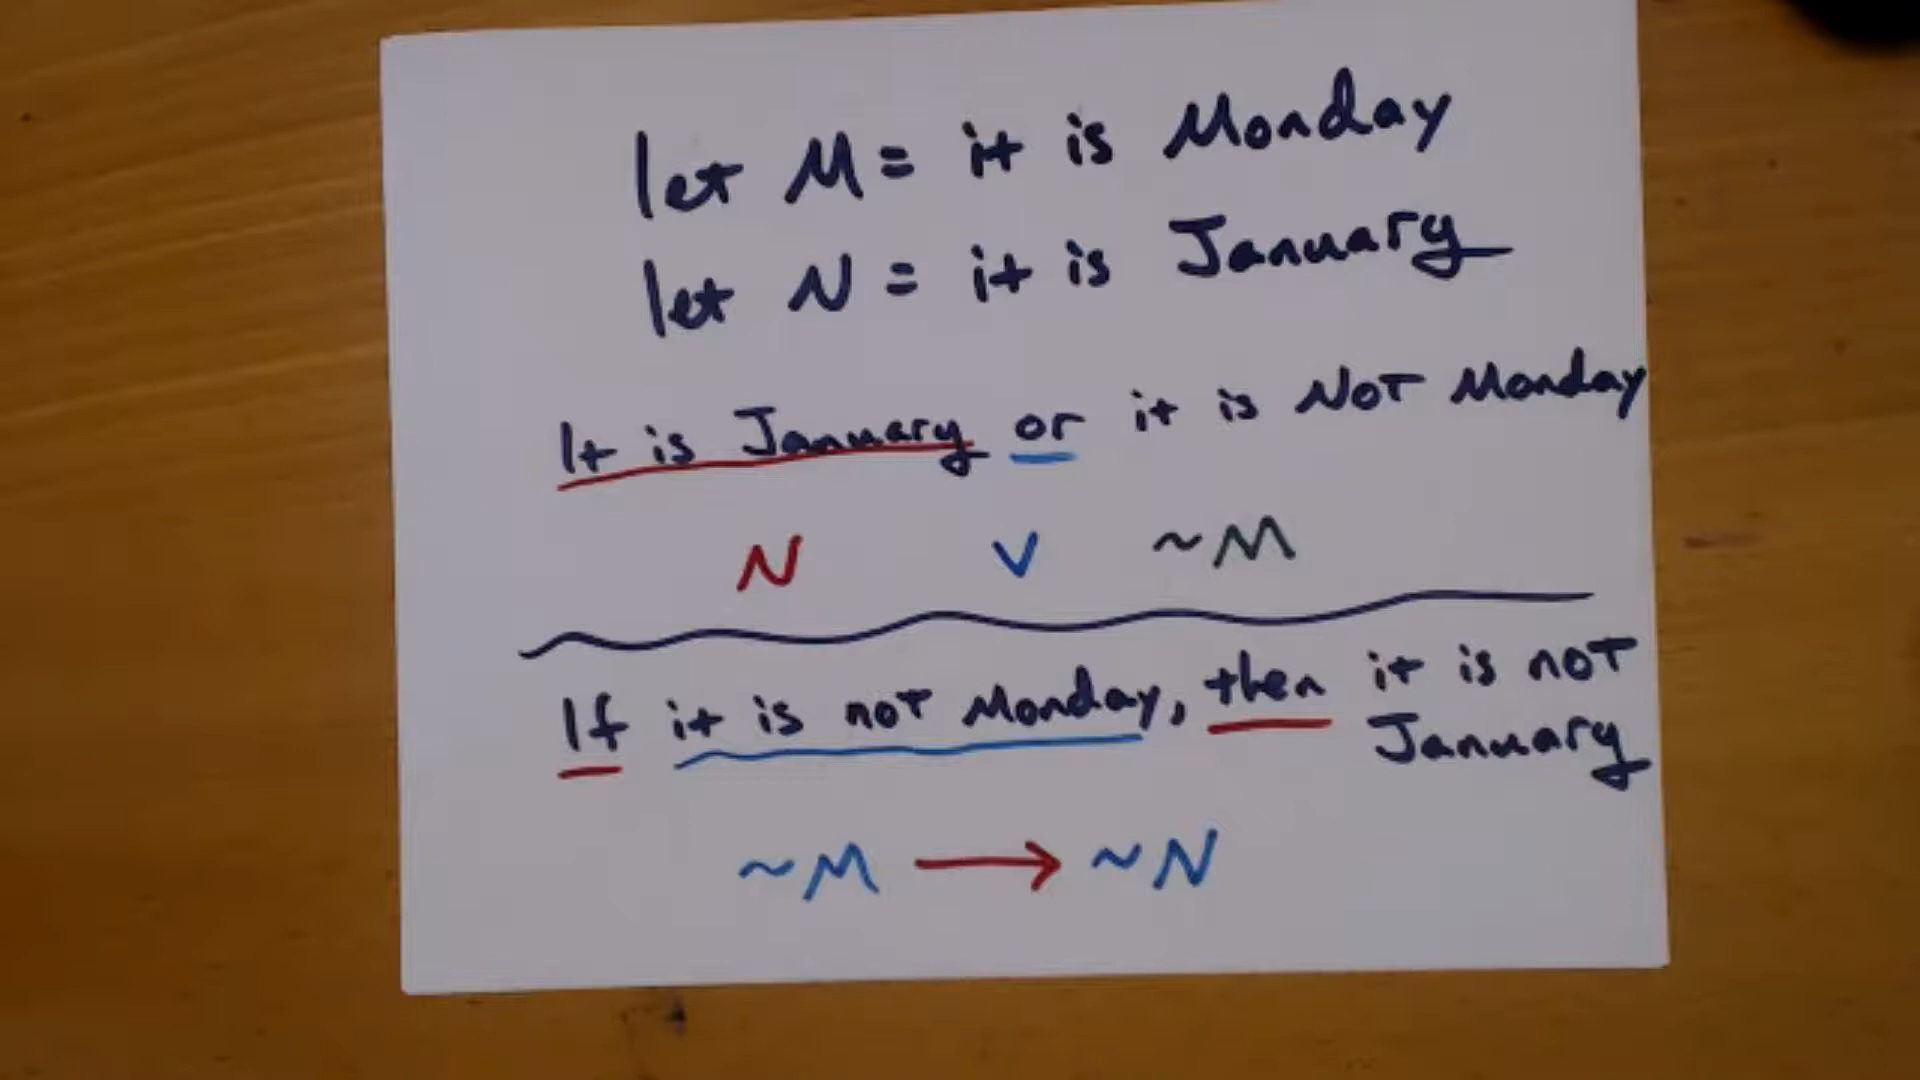 let M = it is Monday
let N = it is January
It is January or it is NOT Monday
N V ~M
If it is not Monday, then it is not
January
~M → ~N